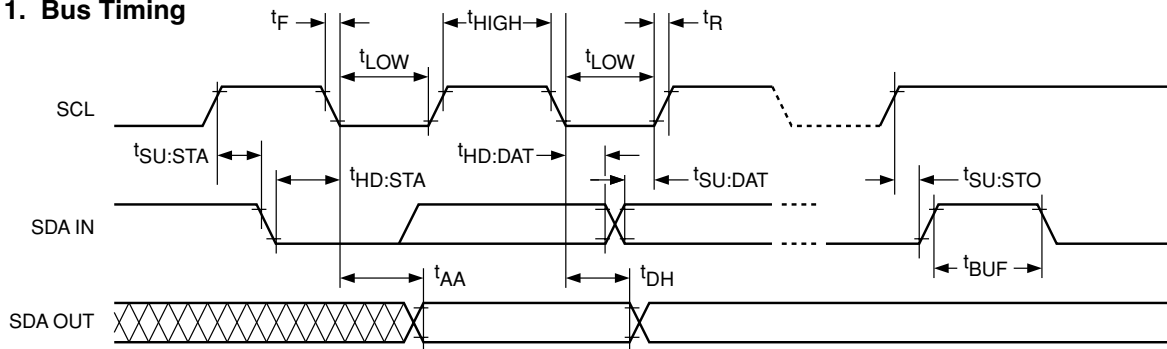 1. Bus Timing
tF
tHIGH
tR
tLOW
tLOW
SCL
tSU:STA
tHD:DAT
tHD:STA
tSU:DAT
tSU:STO
SDA IN
tAA
tDH
tBUF
SDA OUT